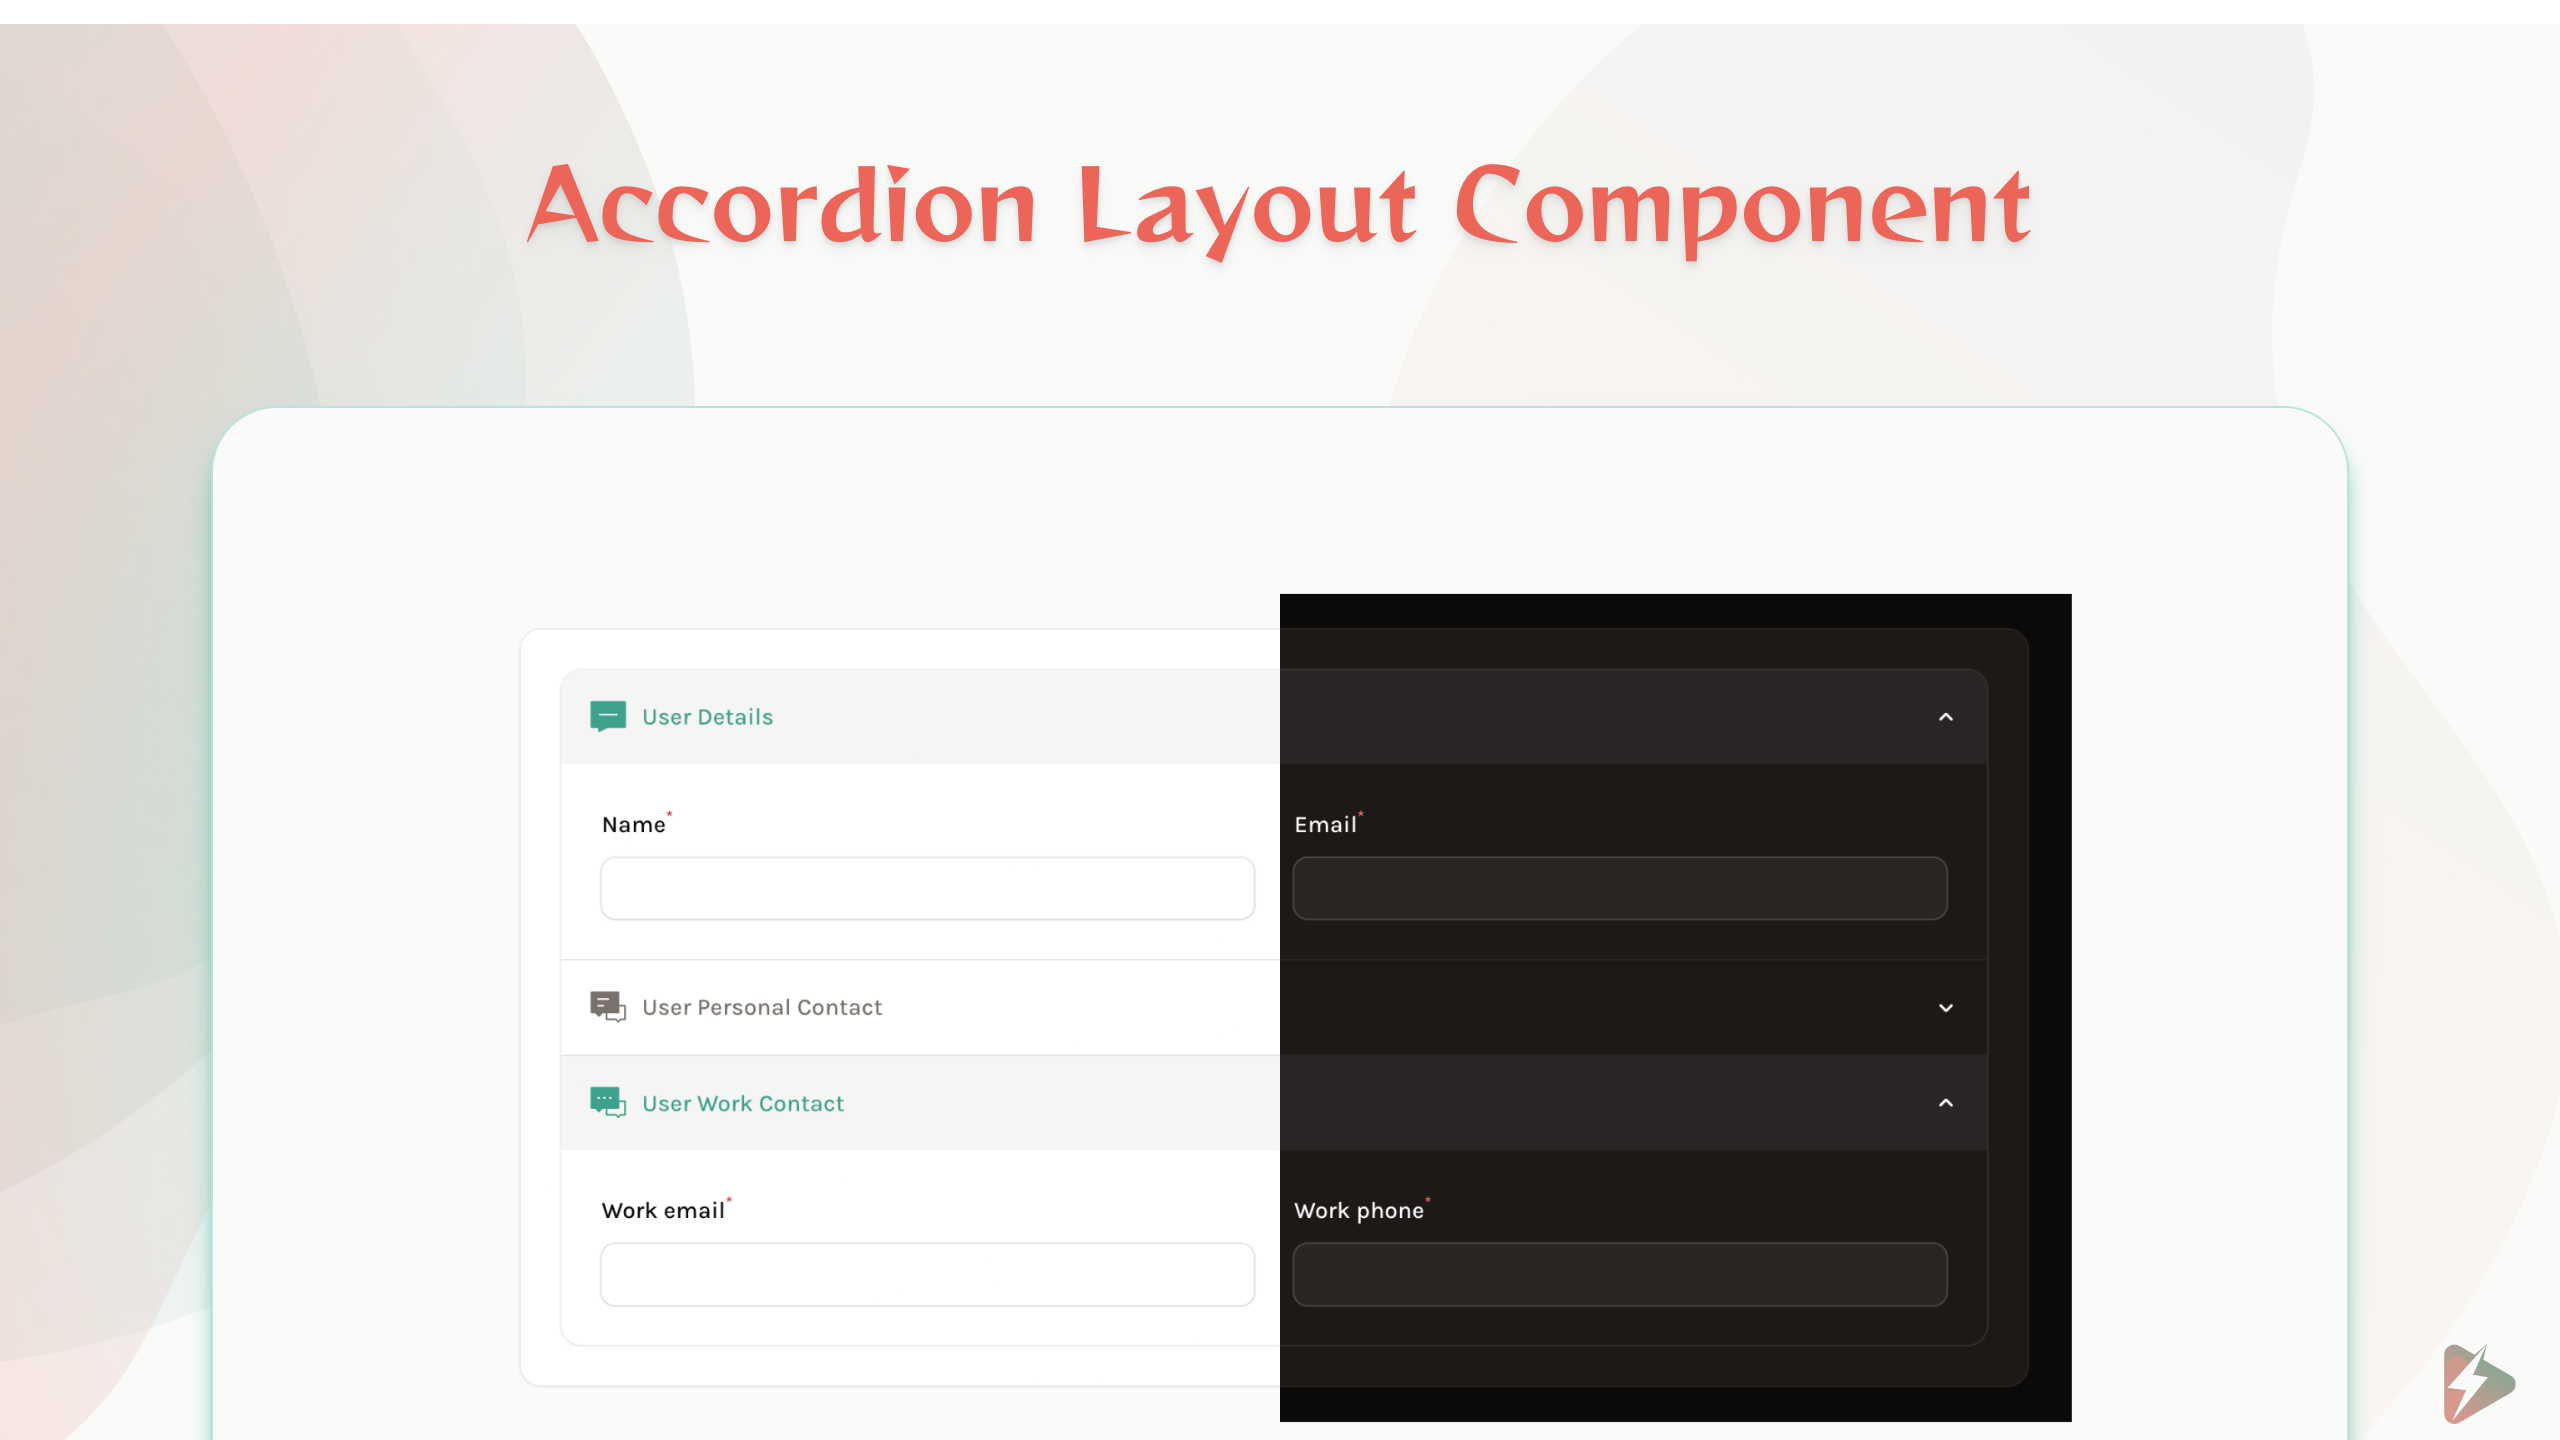 Accordion Layout Component
User Details
Name* Email*
User Personal Contact
User Work Contact
Work email* Work phone*